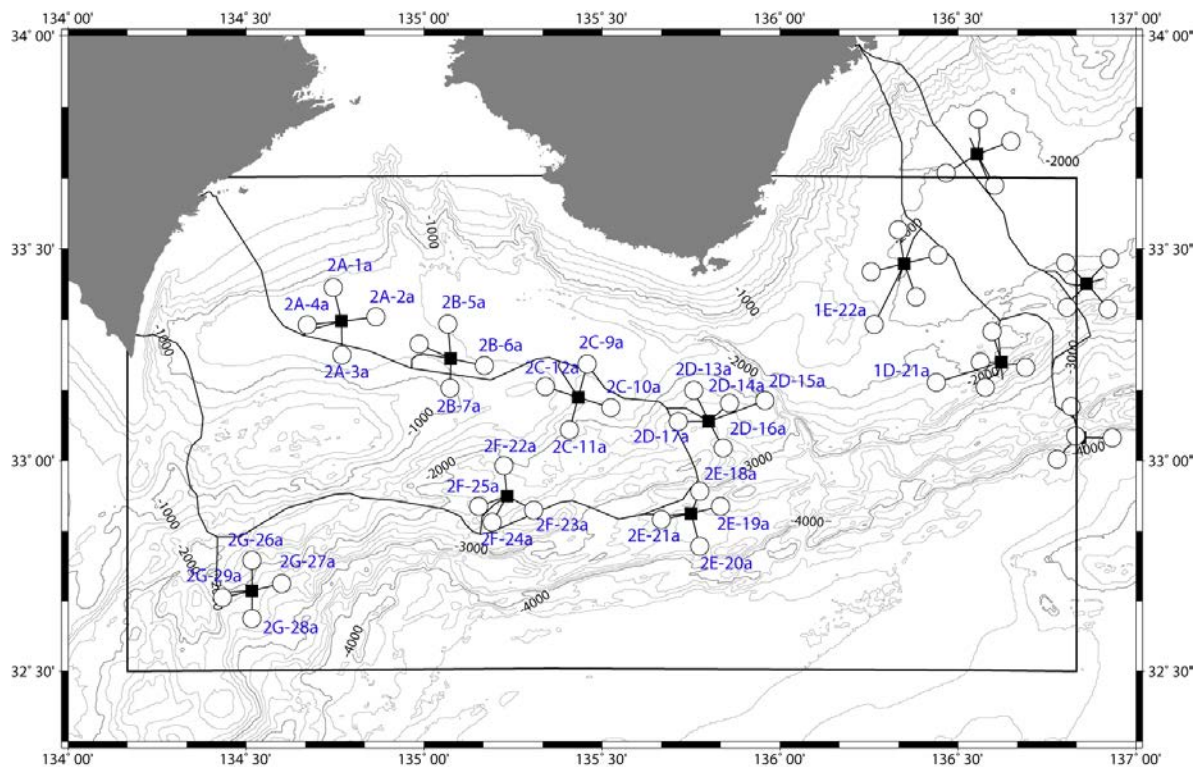 134° 00' 134° 30' 135° 00' 135° 30' 136° 00' 136° 30' 137° 00'
34° 00' 34° 00'
-2000
-1000
33° 30' 33° 30'
2A-1a
2A-4a 2A-2a 2B-5a
-1000
1E-22a
-1000
2B-6a 2C-9a
2A-3a
-2000
-3000
2C-12a 2D-13a
1D-21a
-2000
2C-10a 2D-14a 2D-15a
2B-7a
-1000
2C-11a 2D-17a 2D-16a
2F-22a
-4000
33° 00' 33° 00'
-2000
-3000
2E-18a
2F-25a
-1000
2F-23a 2E-19a
-4000
2F-24a 2E-21a
2G-26a
-3000
-2000
2G-27a 2E-20a
2G-29a
-4000
2G-28a
-4000
32° 30' 32° 30'
134° 00' 134° 30' 135° 00' 135° 30' 136° 00' 136° 30' 137° 00'